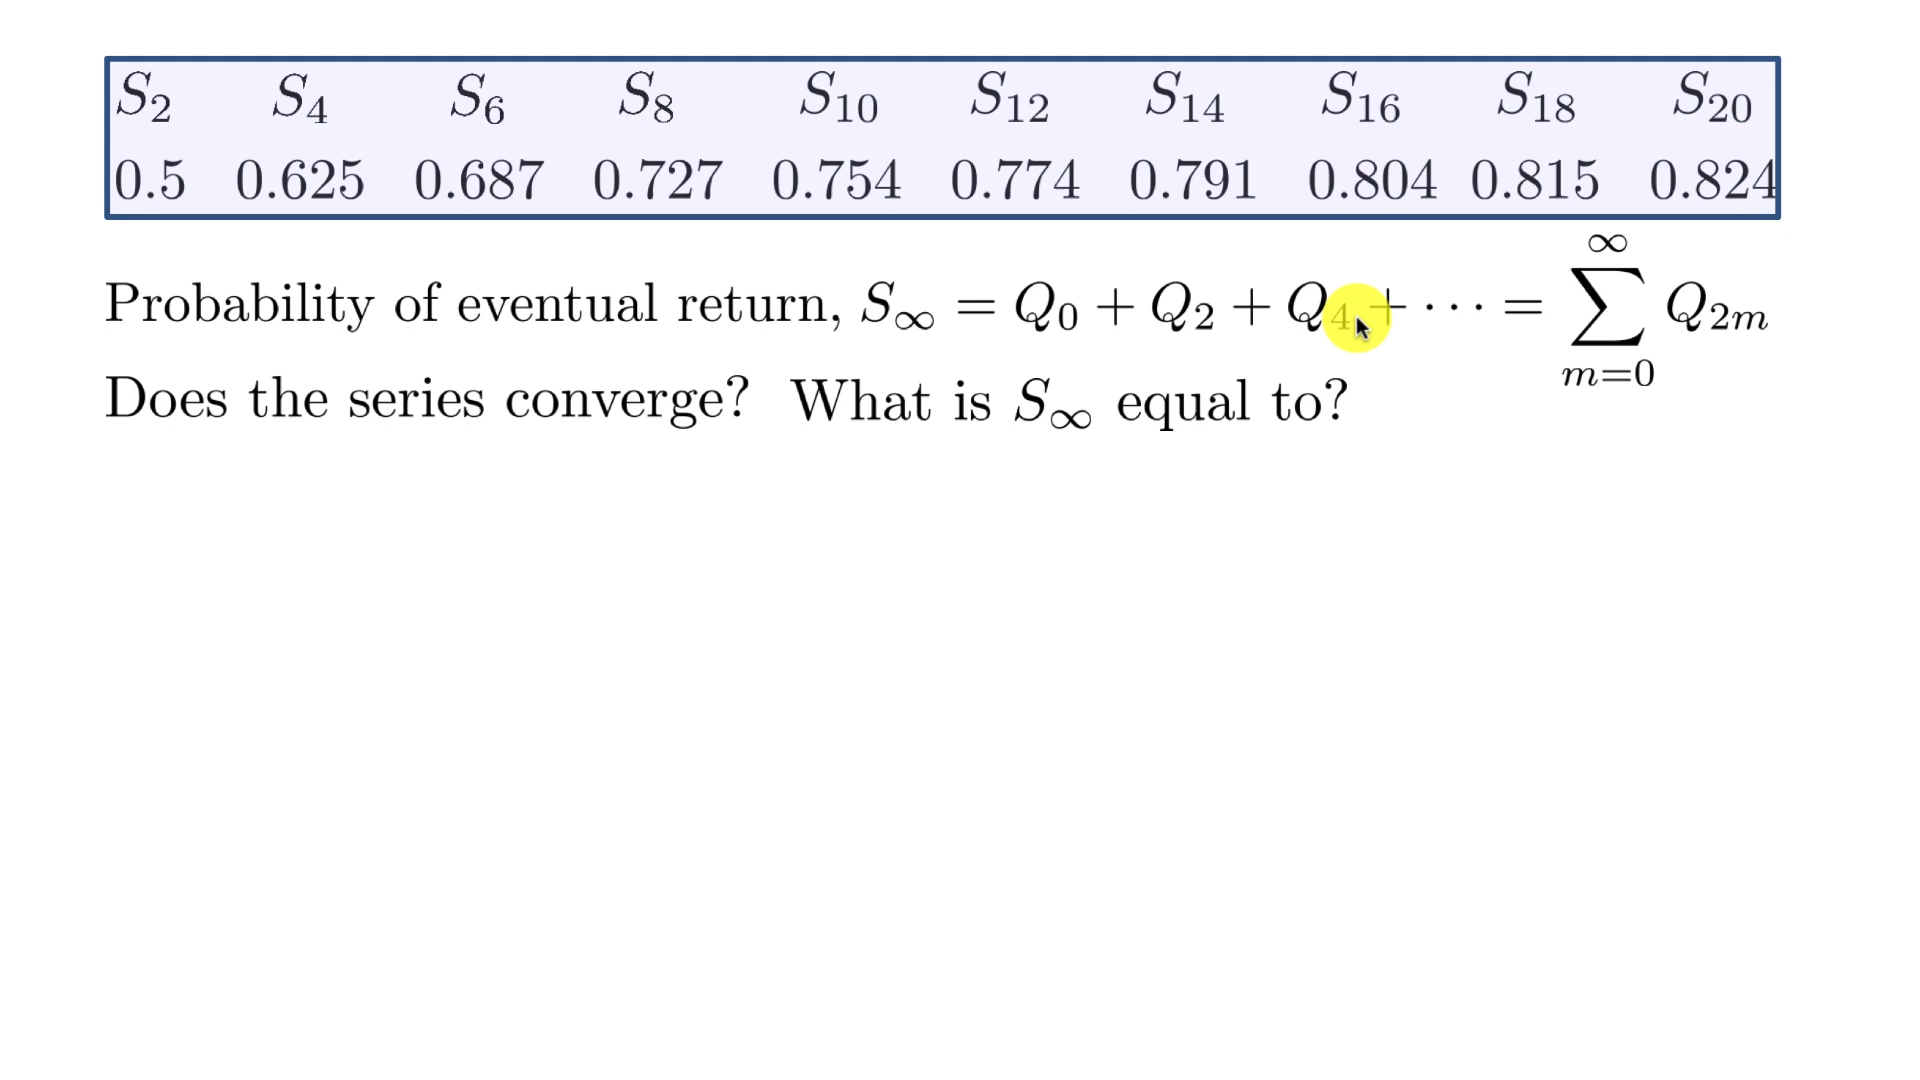 S₂ S₄ S₆ S₈ S₁₀ S₁₂ S₁₄ S₁₆ S₁₈ S₂₀
0.5 0.625 0.687 0.727 0.754 0.774 0.791 0.804 0.815 0.824
Probability of eventual return, S∞ = Q₀ + Q₂ + Q₄ + ··· = ∑_{m=0}^{∞} Q₂ₘ
Does the series converge? What is S∞ equal to?